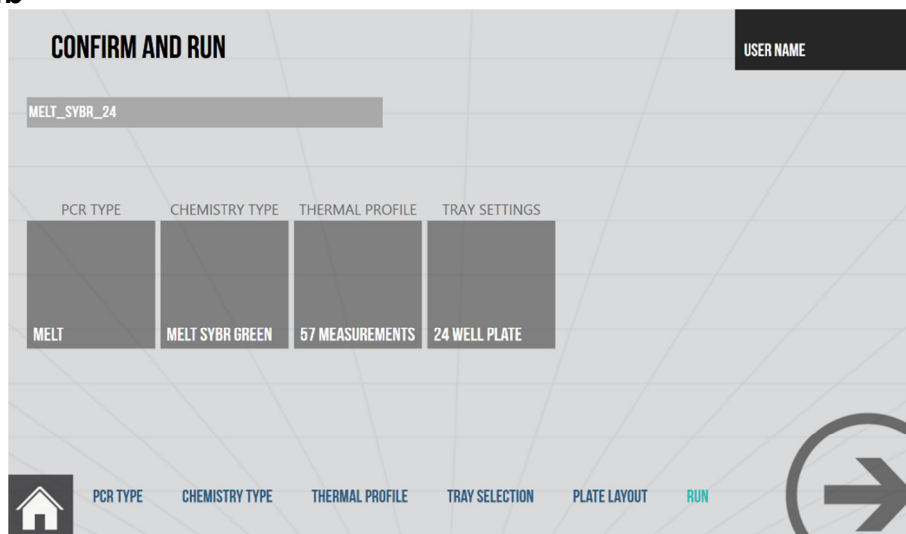 CONFIRM AND RUN
USER NAME
MELT_SYBR_24
PCR TYPE CHEMISTRY TYPE THERMAL PROFILE TRAY SETTINGS
MELT MELT SYBR GREEN 57 MEASUREMENTS 24 WELL PLATE
PCR TYPE CHEMISTRY TYPE THERMAL PROFILE TRAY SELECTION PLATE LAYOUT RUN